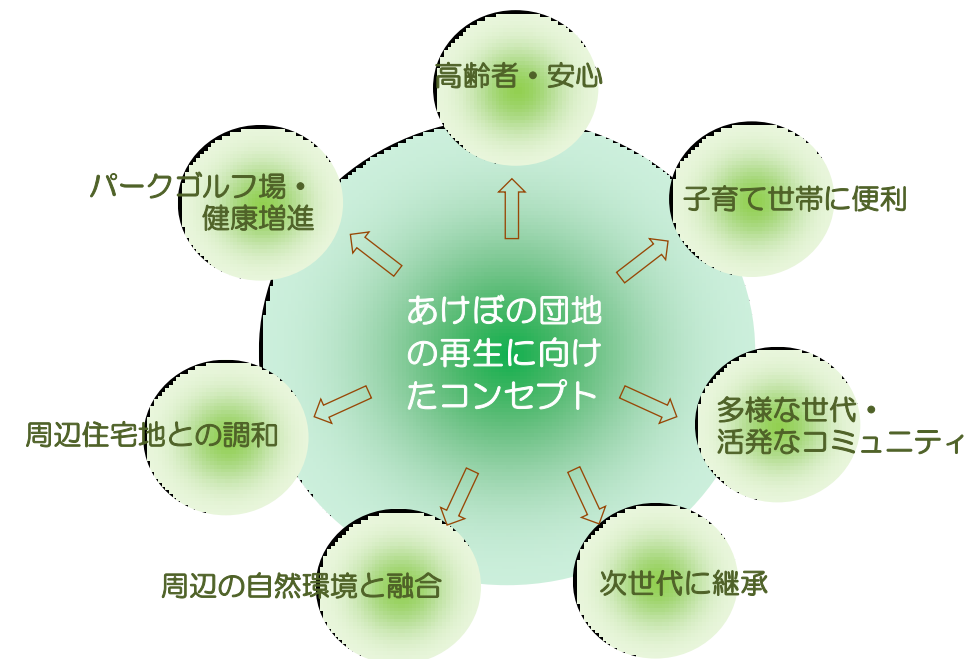 高齢者・安心
パークゴルフ場・
健康増進
子育て世帯に便利
あけぼの団地
の再生に向け
たコンセプト
多様な世代・
活発なコミュニティ
周辺住宅地との調和
周辺の自然環境と融合
次世代に継承